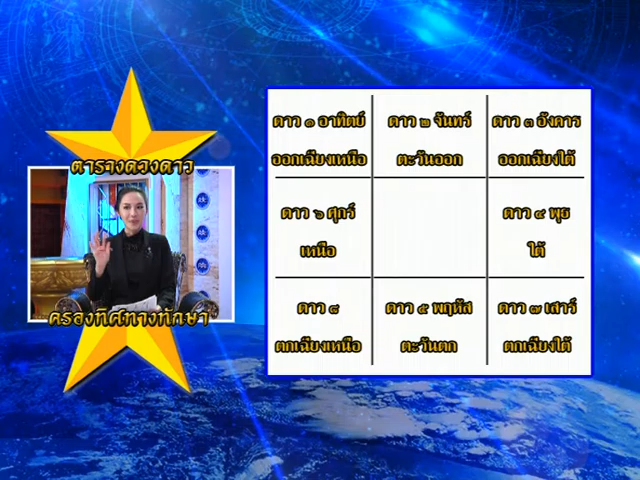 ตารางดวงดาว
ครองทิศทางทักษา
ดาว ๑ อาทิตย์
ออกเฉียงเหนือ
ดาว ๒ จันทร์
ตะวันออก
ดาว ๓ อังคาร
ออกเฉียงใต้
ดาว ๖ ศุกร์
เหนือ
ดาว ๔ พุธ
ใต้
ดาว ๘
ตกเฉียงเหนือ
ดาว ๕ พฤหัส
ตะวันตก
ดาว ๗ เสาร์
ตกเฉียงใต้